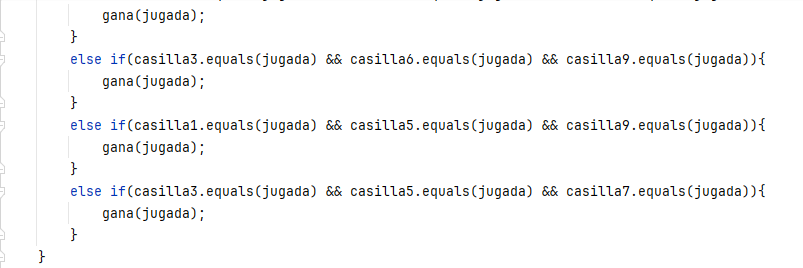 gana(jugada);
}
else if(casilla3.equals(jugada) && casilla6.equals(jugada) && casilla9.equals(jugada)){
gana(jugada);
}
else if(casilla1.equals(jugada) && casilla5.equals(jugada) && casilla9.equals(jugada)){
gana(jugada);
}
else if(casilla3.equals(jugada) && casilla5.equals(jugada) && casilla7.equals(jugada)){
gana(jugada);
}
}